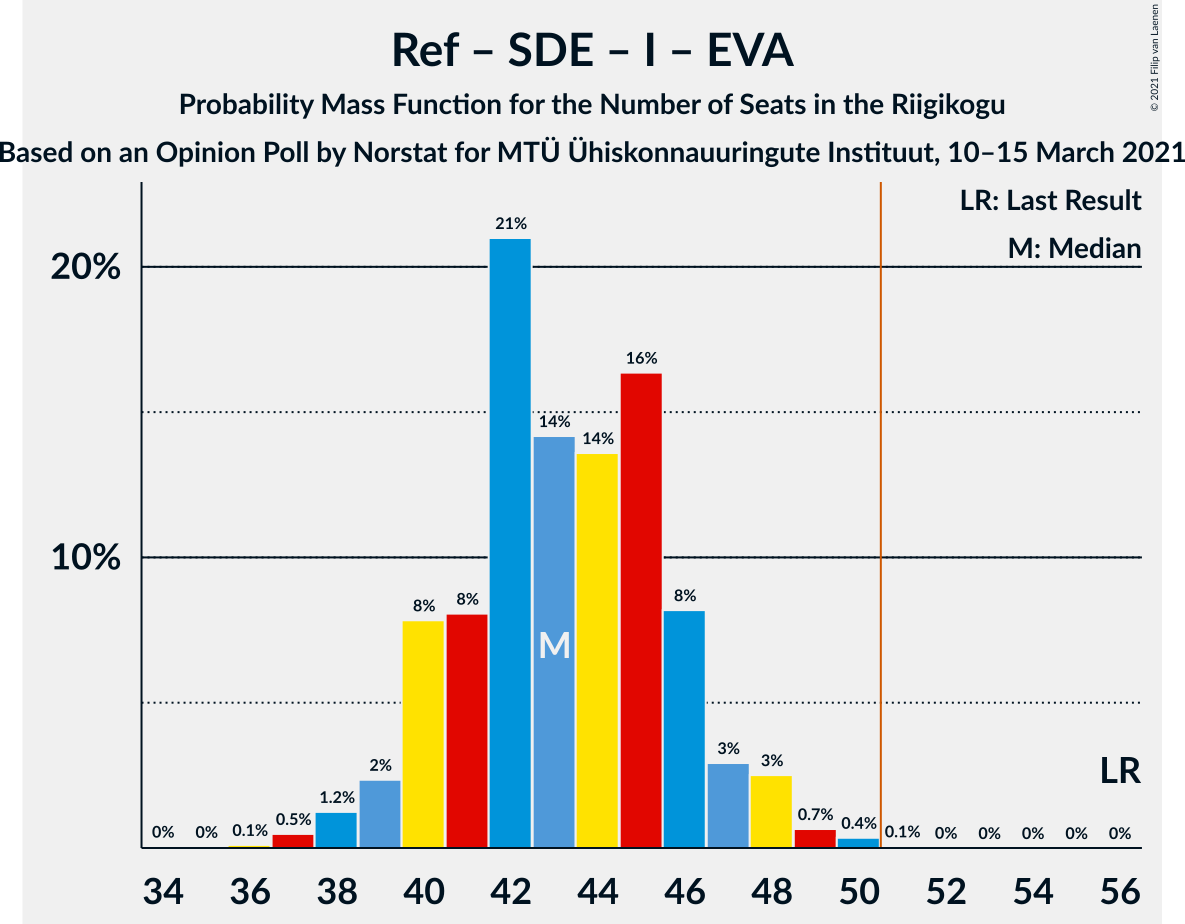 Ref – SDE – I – EVA
Probability Mass Function for the Number of Seats in the Riigikogu
Based on an Opinion Poll by Norstat for MTÜ Ühiskonnauuringute Instituut, 10–15 March 2021
© 2021 Filip van Laenen
LR: Last Result
M: Median
20%
10%
0% 0% 0.1% 0.5% 1.2% 2% 8% 8% 21% 14% 14% 16% 8% 3% 3% 0.7% 0.4% 0.1% 0% 0% 0% 0% 0%
M
LR
34 36 38 40 42 44 46 48 50 52 54 56